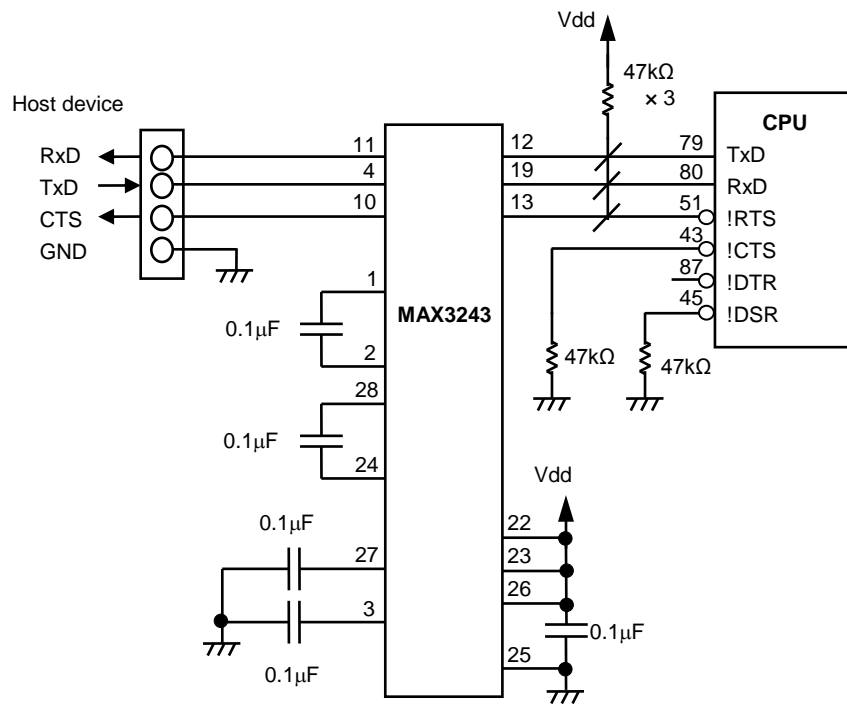 Vdd
47kΩ
× 3
Host device
CPU
RxD
11
12
79
TxD
TxD
4
19
80
RxD
CTS
10
13
51
!RTS
GND
43
!CTS
87
!DTR
45
!DSR
1
MAX3243
0.1μF
2
47kΩ
47kΩ
28
0.1μF
24
Vdd
0.1μF
22
27
23
26
3
0.1μF
25
0.1μF